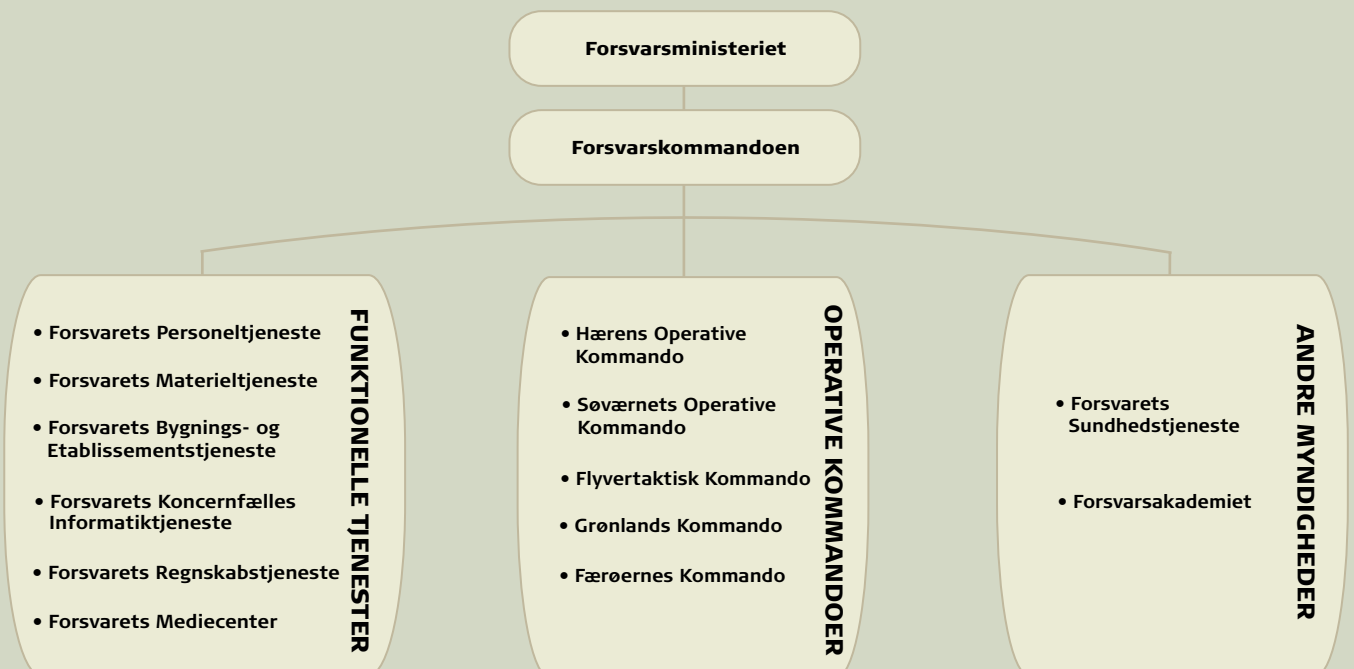 Forsvarsministeriet
Forsvarskommandoen
• Forsvarets Personeltjeneste
• Forsvarets Materieltjeneste
• Forsvarets Bygnings- og
Etablissementstjeneste
• Forsvarets Koncernfælles
Informatiktjeneste
• Forsvarets Regnskabstjeneste
• Forsvarets Mediecenter
FUNKTIONELLE TJENESTER
• Hærens Operative
Kommando
• Søværnets Operative
Kommando
• Flyvertaktisk Kommando
• Grønlands Kommando
• Færøernes Kommando
OPERATIVE KOMMANDOER
• Forsvarets
Sundhedstjeneste
• Forsvarsakademiet
ANDRE MYNDIGHEDER